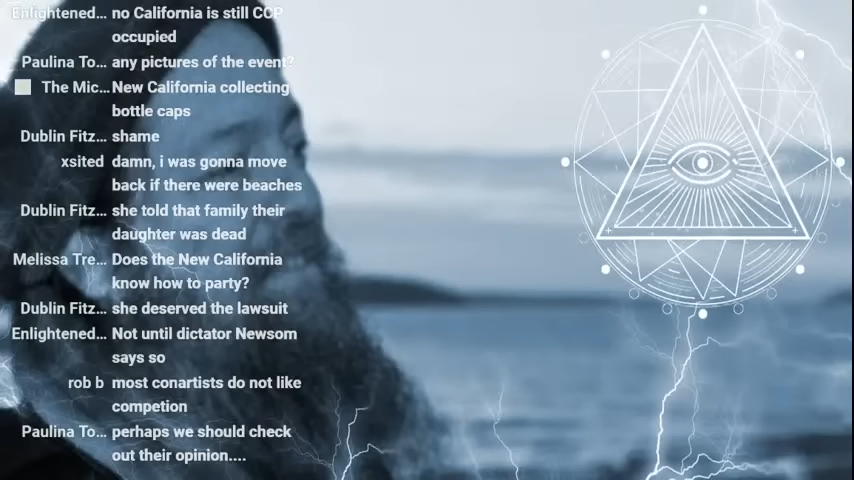 Enlightened... no California is still CCP
occupied
Paulina To... any pictures of the event?
The Mic... New California collecting
bottle caps
Dublin Fitz... shame
xsited damn, i was gonna move
back if there were beaches
Dublin Fitz... she told that family their
daughter was dead
Melissa Tre... Does the New California
know how to party?
Dublin Fitz... she deserved the lawsuit
Enlightened... Not until dictator Newsom
says so
rob b most conartists do not like
competion
Paulina To... perhaps we should check
out their opinion....